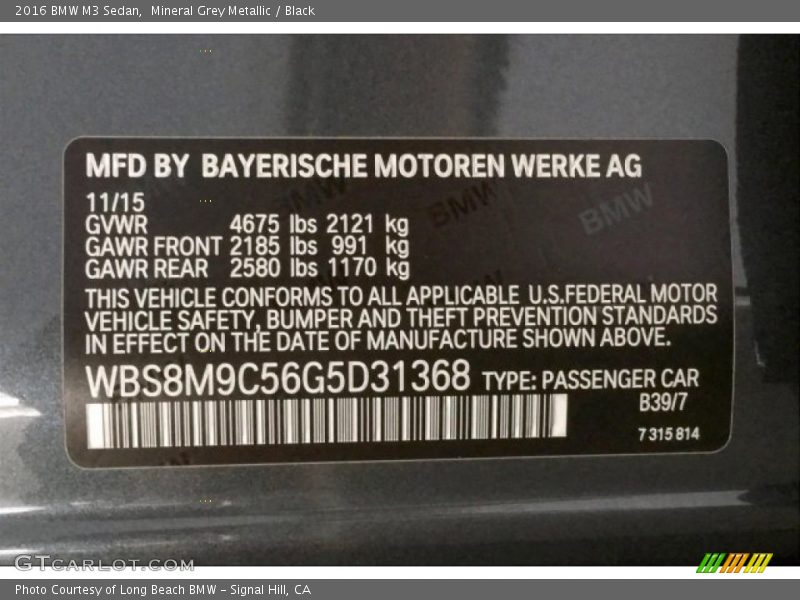 2016 BMW M3 Sedan,  Mineral Grey Metallic / Black
MFD BY BAYERISCHE MOTOREN WERKE AG
11/15
GVWR 4675 lbs 2121 kg
GAWR FRONT 2185 lbs 991 kg
GAWR REAR 2580 lbs 1170 kg
THIS VEHICLE CONFORMS TO ALL APPLICABLE U.S.FEDERAL MOTOR
VEHICLE SAFETY, BUMPER AND THEFT PREVENTION STANDARDS
IN EFFECT ON THE DATE OF MANUFACTURE SHOWN ABOVE.
WBS8M9C56G5D31368 TYPE: PASSENGER CAR
B39/7
7 315 814
BMW BMW BMW
GTCARLOT.COM
Photo Courtesy of Long Beach BMW - Signal Hill, CA